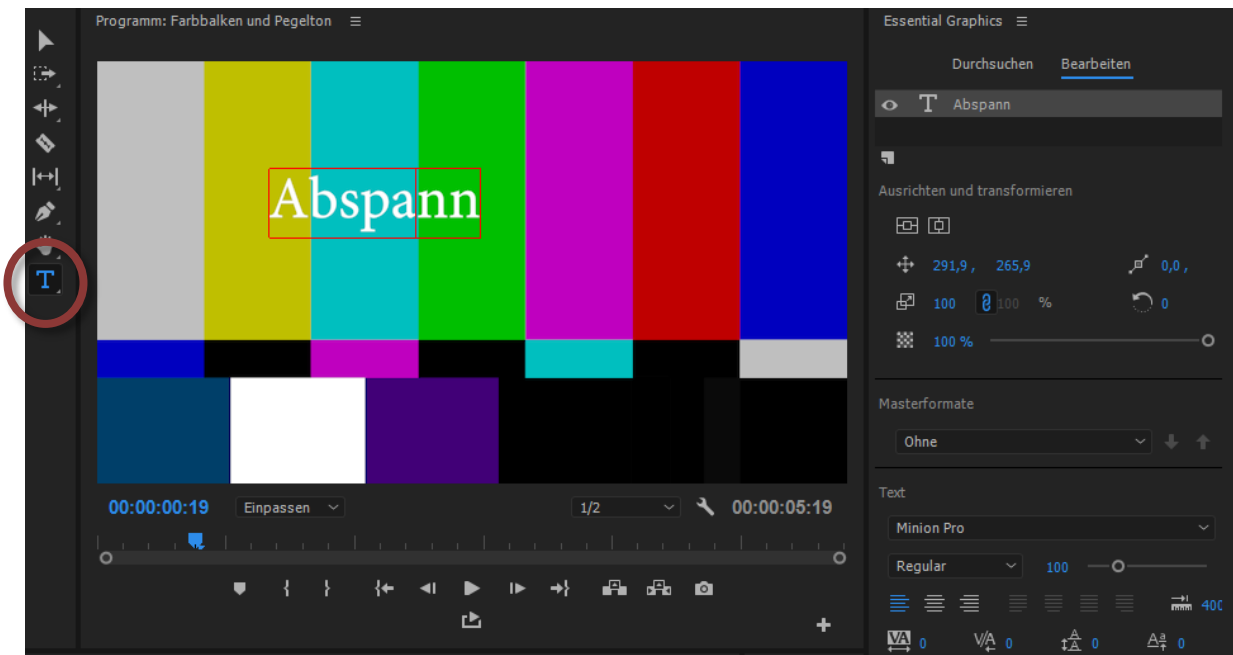 Programm: Farbbalken und Pegelton
Essential Graphics
Durchsuchen Bearbeiten
T Abspann
Ausrichten und transformieren
291,9 , 265,9 0,0 ,
100 100 % 0
100 %
Masterformate
Ohne
Text
Minion Pro
Regular 100
400
VA 0 V/A 0 A A 0 A a 0
T
Abspann
00:00:00:19 Einpassen 1/2 00:00:05:19